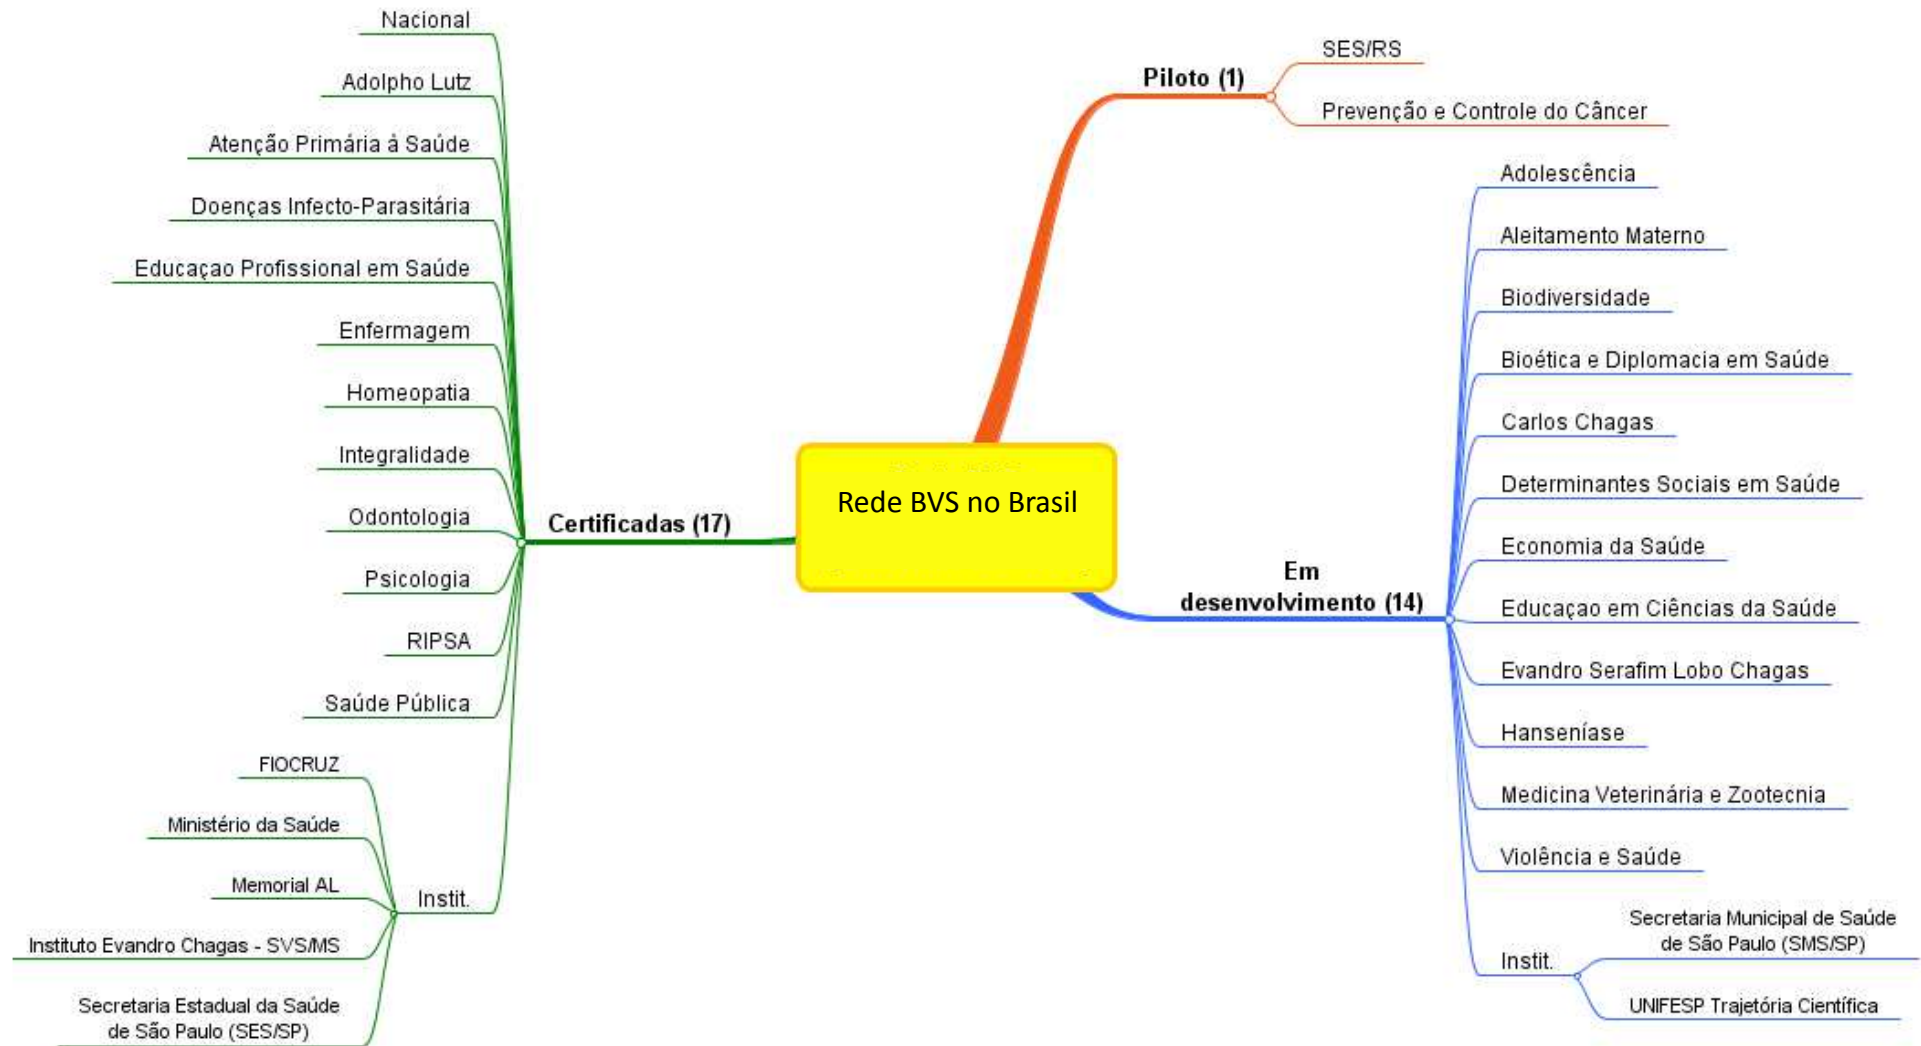 Rede BVS no Brasil
Certificadas (17)
Nacional
Adolpho Lutz
Atenção Primária à Saúde
Doenças Infecto-Parasitária
Educaçao Profissional em Saúde
Enfermagem
Homeopatia
Integralidade
Odontologia
Psicologia
RIPSA
Saúde Pública
Instit.
FIOCRUZ
Ministério da Saúde
Memorial AL
Instituto Evandro Chagas - SVS/MS
Secretaria Estadual da Saúde
de São Paulo (SES/SP)
Piloto (1)
SES/RS
Prevenção e Controle do Câncer
Em
desenvolvimento (14)
Adolescência
Aleitamento Materno
Biodiversidade
Bioética e Diplomacia em Saúde
Carlos Chagas
Determinantes Sociais em Saúde
Economia da Saúde
Educaçao em Ciências da Saúde
Evandro Serafim Lobo Chagas
Hanseníase
Medicina Veterinária e Zootecnia
Violência e Saúde
Instit.
Secretaria Municipal de Saúde
de São Paulo (SMS/SP)
UNIFESP Trajetória Científica